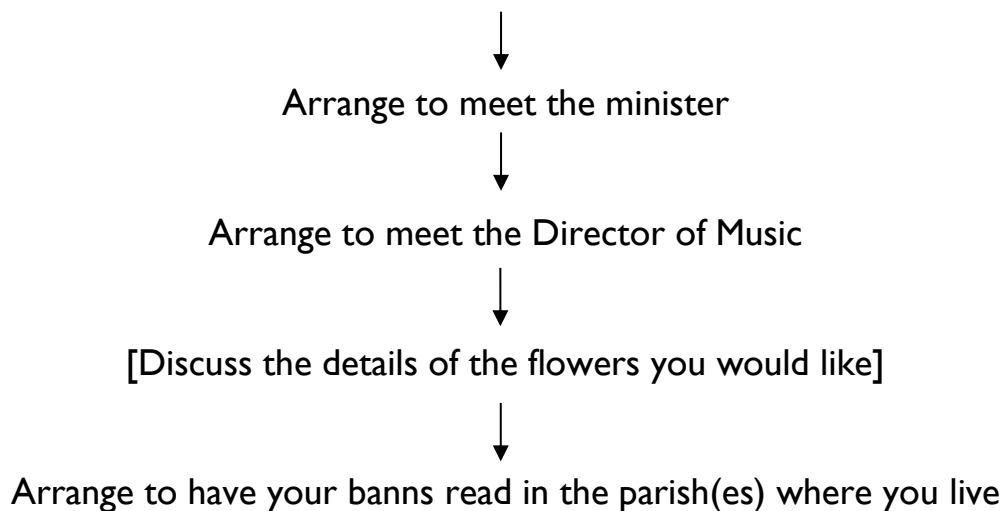 Arrange to meet the minister
Arrange to meet the Director of Music
[Discuss the details of the flowers you would like]
Arrange to have your banns read in the parish(es) where you live